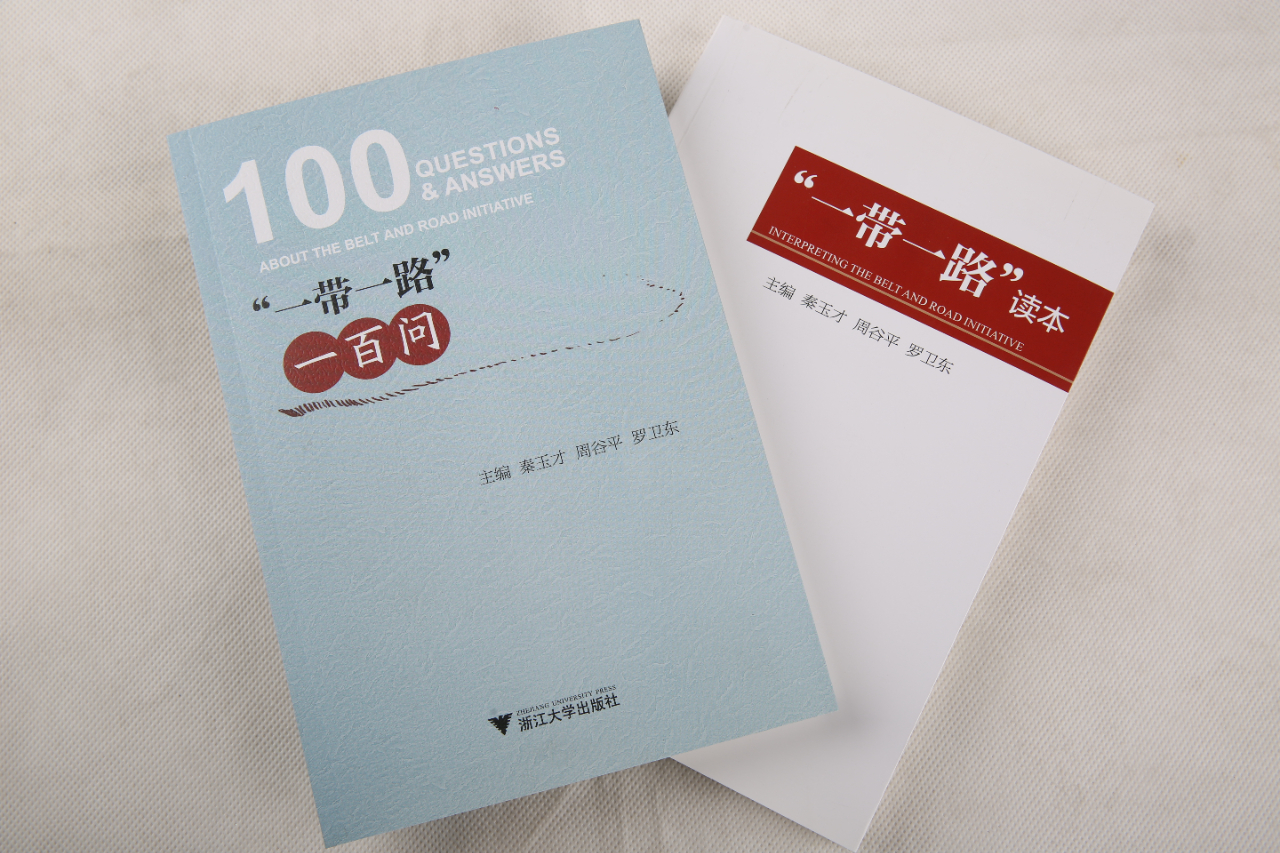 100 QUESTIONS
& ANSWERS
ABOUT THE BELT AND ROAD INITIATIVE
“一带一路”
一百问
主编 秦玉才 周谷平 罗卫东
ZHEJIANG UNIVERSITY PRESS
浙江大学出版社
“一带一路”读本
INTERPRETING THE BELT AND ROAD INITIATIVE
主编 秦玉才 周谷平 罗卫东